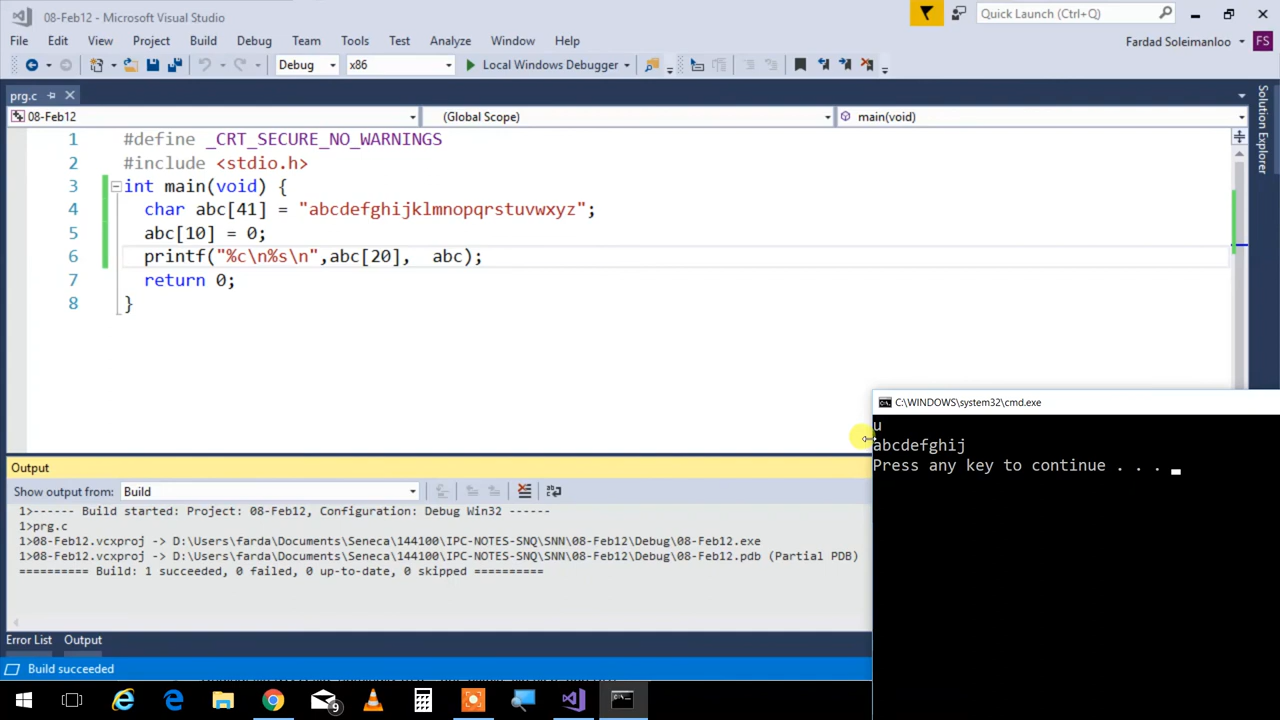 08-Feb12 - Microsoft Visual Studio
Quick Launch (Ctrl+Q)
File Edit View Project Build Debug Team Tools Test Analyze Window Help
Fardad Soleimanloo FS
Debug x86 Local Windows Debugger
prg.c
08-Feb12 (Global Scope) main(void)
Solution Explorer
1 #define _CRT_SECURE_NO_WARNINGS
2 #include <stdio.h>
3 int main(void) {
4 char abc[41] = "abcdefghijklmnopqrstuvwxyz";
5 abc[10] = 0;
6 printf("%c\n%s\n",abc[20],  abc);
7 return 0;
8 }
C:\WINDOWS\system32\cmd.exe
u
abcdefghij
Press any key to continue . . .
Output
Show output from: Build
1>------ Build started: Project: 08-Feb12, Configuration: Debug Win32 ------
1>prg.c
1>08-Feb12.vcxproj -> D:\Users\farda\Documents\Seneca\144100\IPC-NOTES-SNQ\SNN\08-Feb12\Debug\08-Feb12.exe
1>08-Feb12.vcxproj -> D:\Users\farda\Documents\Seneca\144100\IPC-NOTES-SNQ\SNN\08-Feb12\Debug\08-Feb12.pdb (Partial PDB)
========== Build: 1 succeeded, 0 failed, 0 up-to-date, 0 skipped ==========
Error List Output
Build succeeded
9